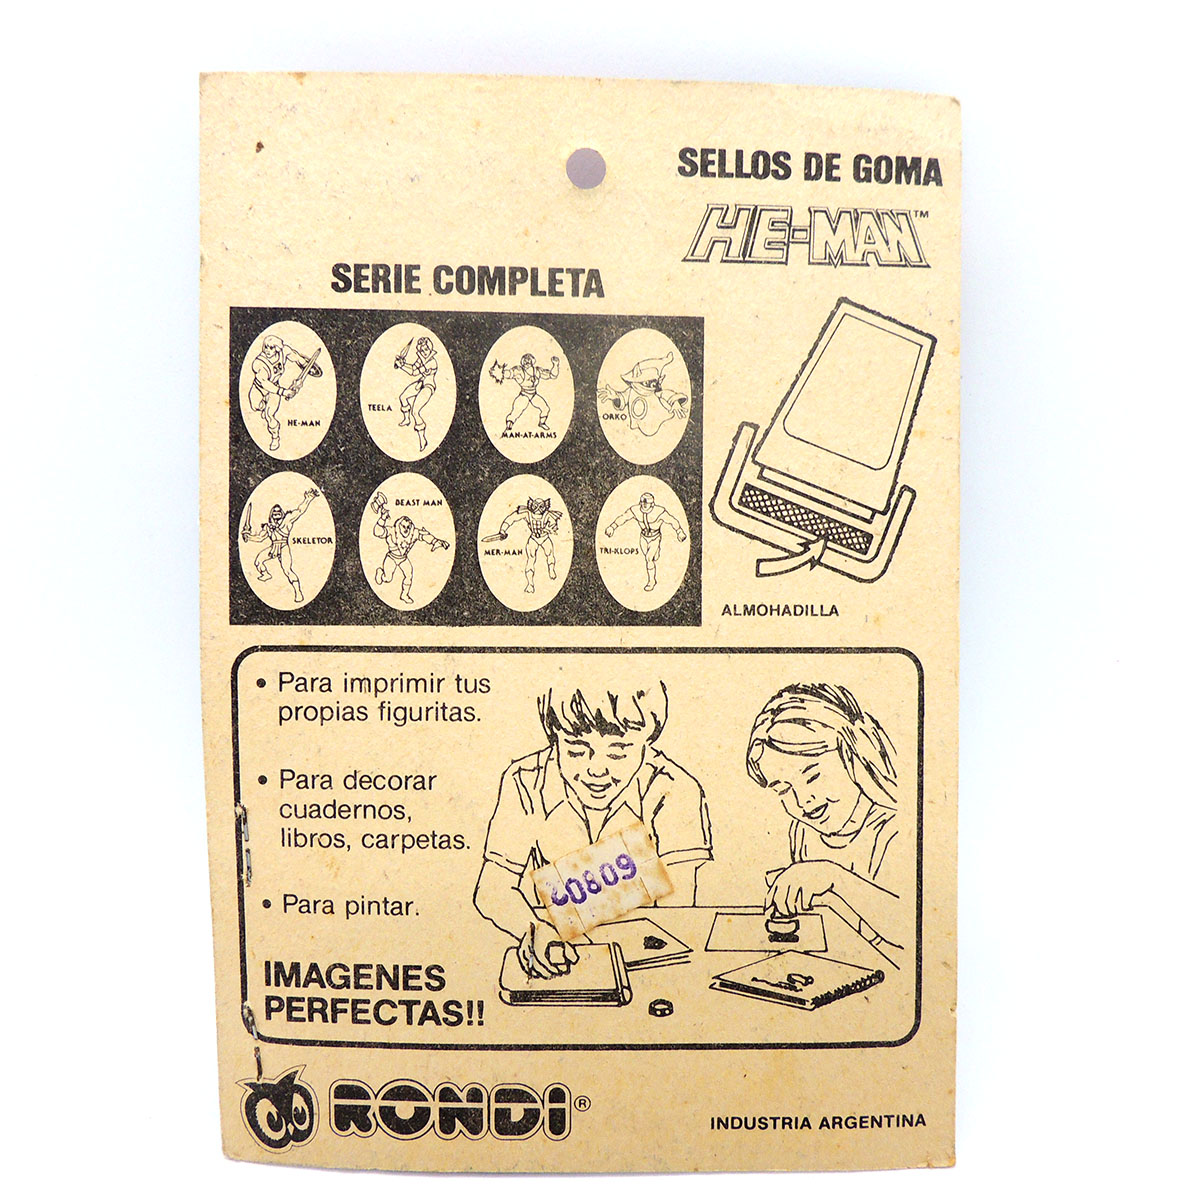 SELLOS DE GOMA
HE-MAN™
SERIE COMPLETA
HE-MAN
TEELA
MAN-AT-ARMS
ORKO
SKELETOR
BEAST MAN
MER-MAN
TRI-KLOPS
ALMOHADILLA
• Para imprimir tus
propias figuritas.
• Para decorar
cuadernos,
libros, carpetas.
• Para pintar.
IMAGENES
PERFECTAS!!
60809
RONDI®
INDUSTRIA ARGENTINA